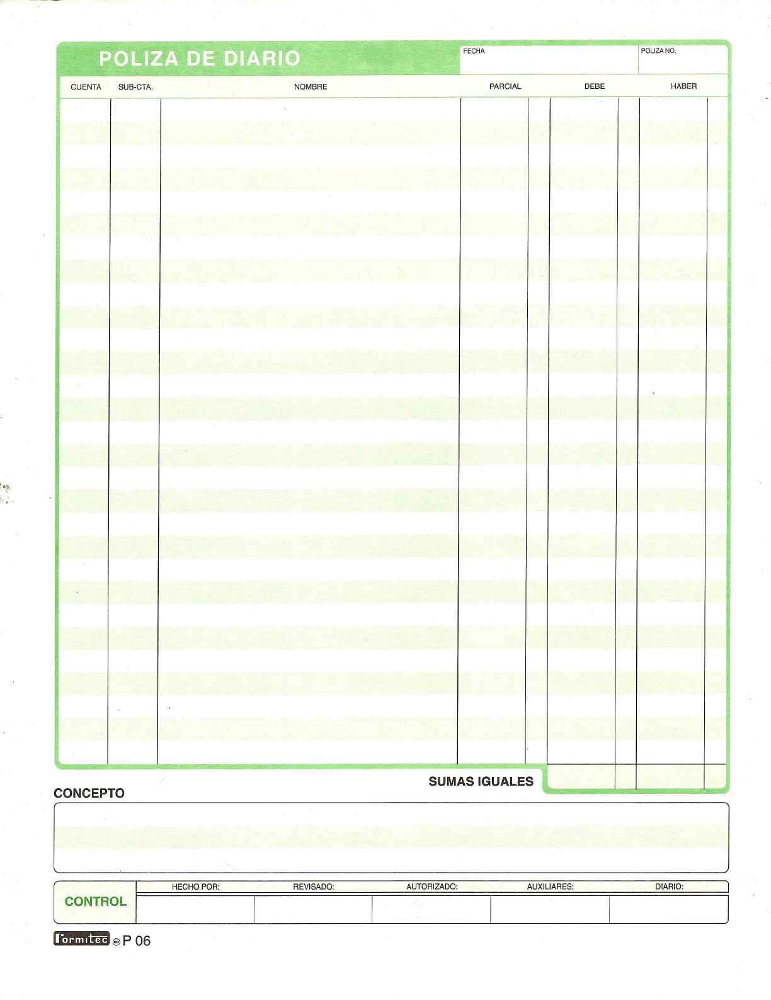 POLIZA DE DIARIO
FECHA
POLIZA NO.
CUENTA SUB-CTA. NOMBRE PARCIAL DEBE HABER
SUMAS IGUALES
CONCEPTO
CONTROL
HECHO POR: REVISADO: AUTORIZADO: AUXILIARES: DIARIO:
Formitec MR P 06